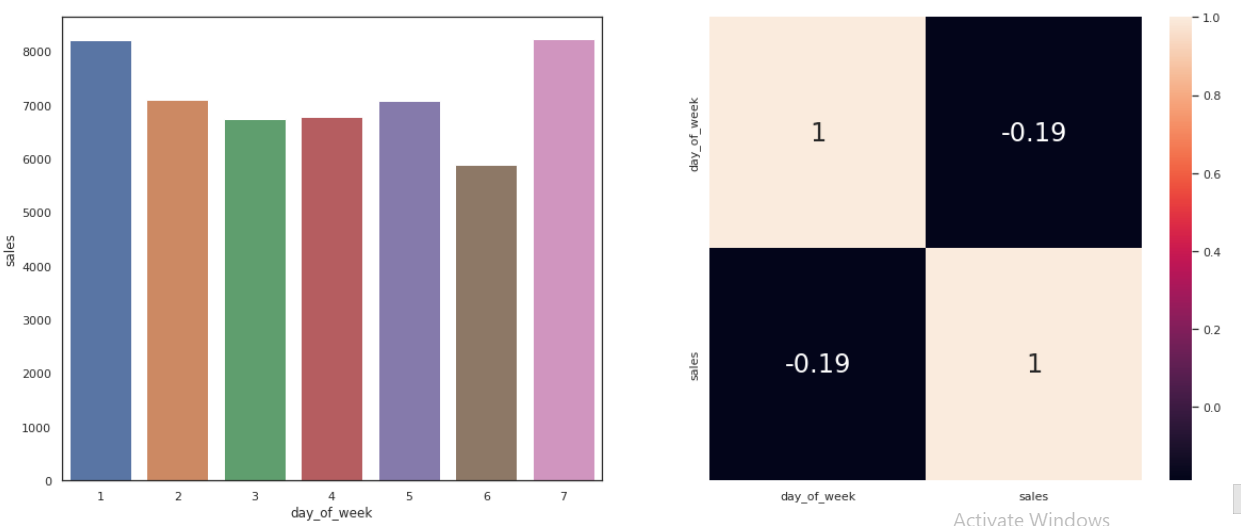 8000
7000
6000
5000
4000
3000
2000
1000
0
sales
1 2 3 4 5 6 7
day_of_week
day_of_week
sales
1 -0.19
-0.19 1
day_of_week sales
1.0
0.8
0.6
0.4
0.2
0.0
Activate Windows